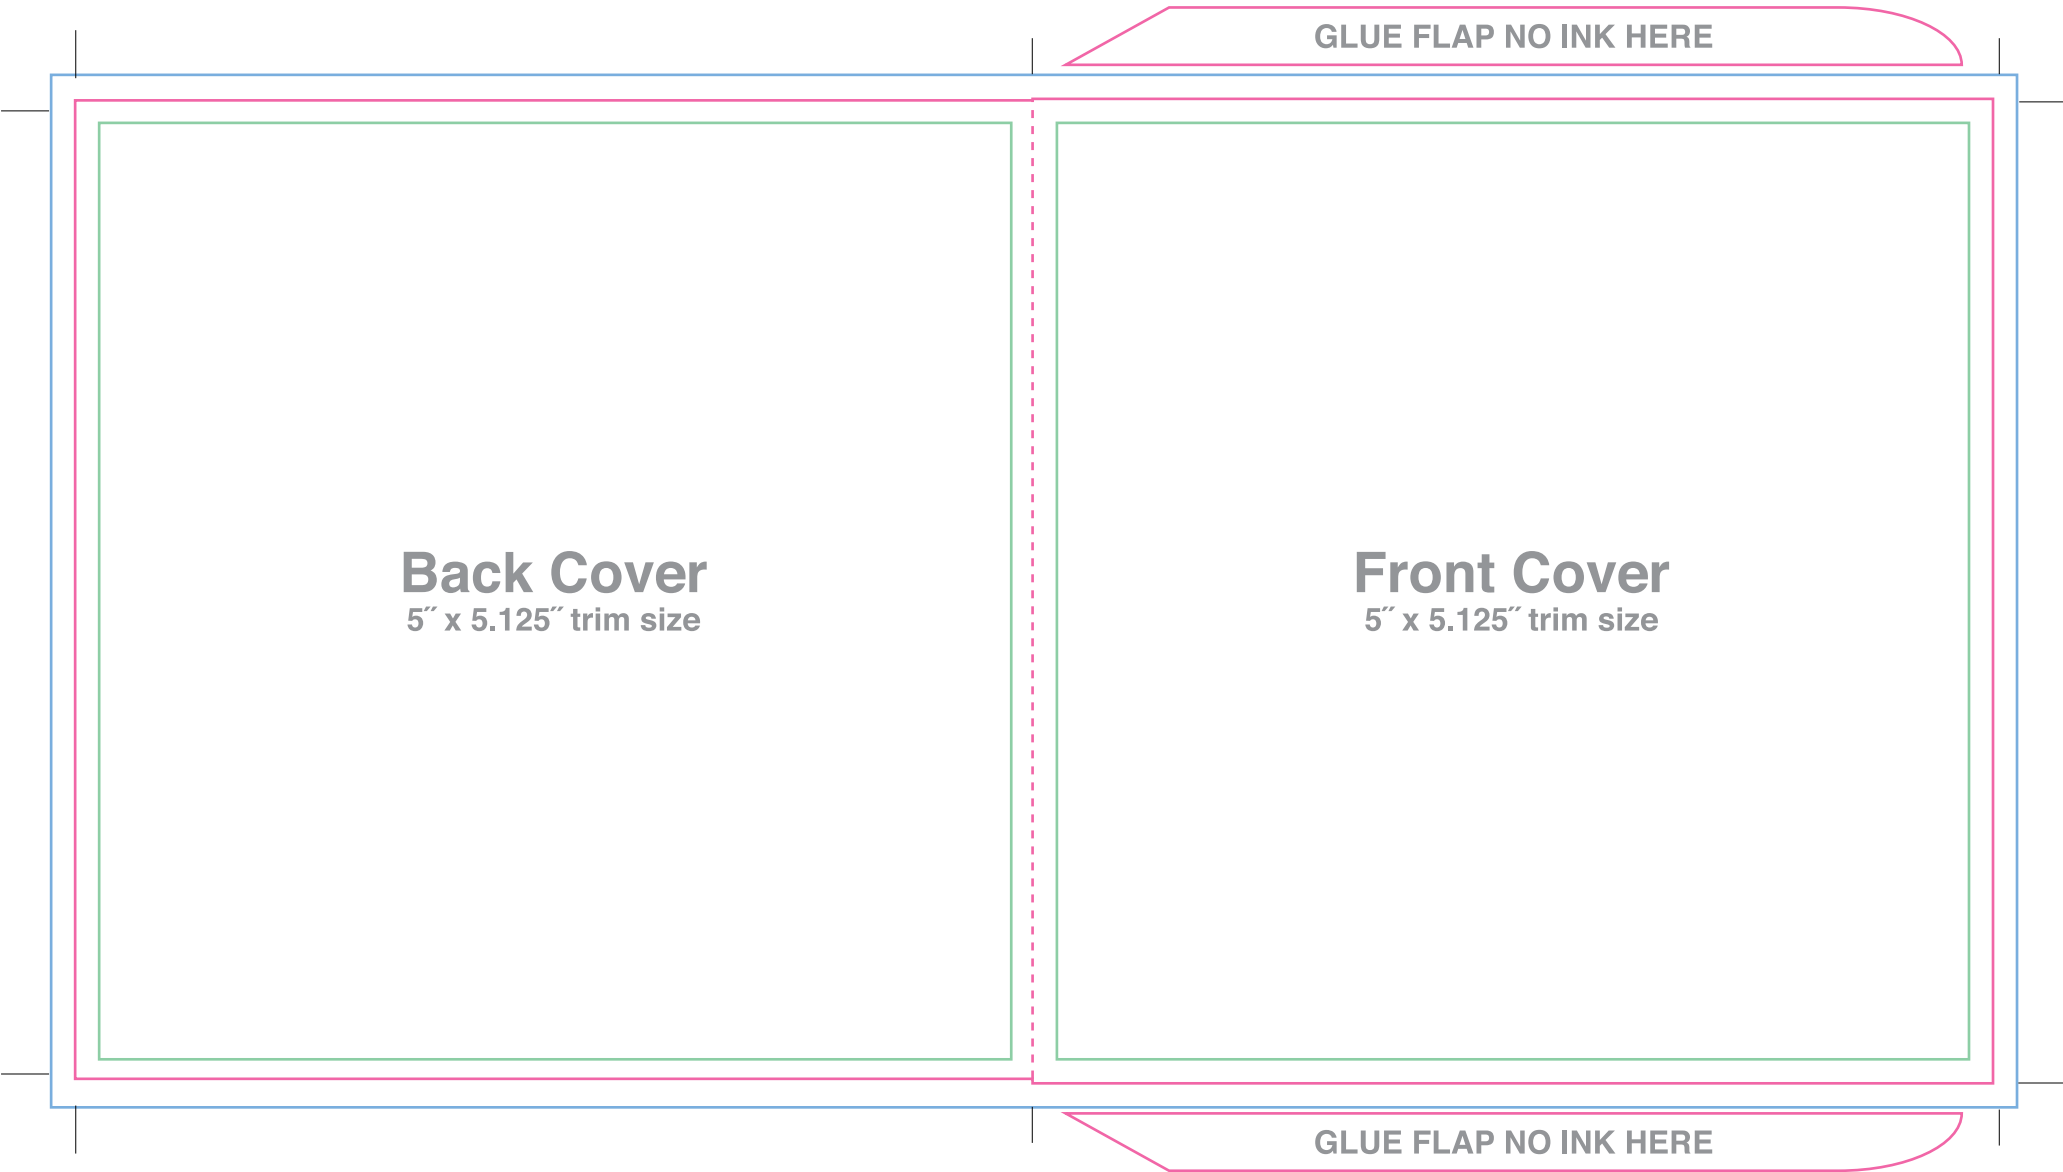 GLUE FLAP NO INK HERE
Back Cover
5˝ x 5.125˝ trim size
Front Cover
5˝ x 5.125˝ trim size
GLUE FLAP NO INK HERE